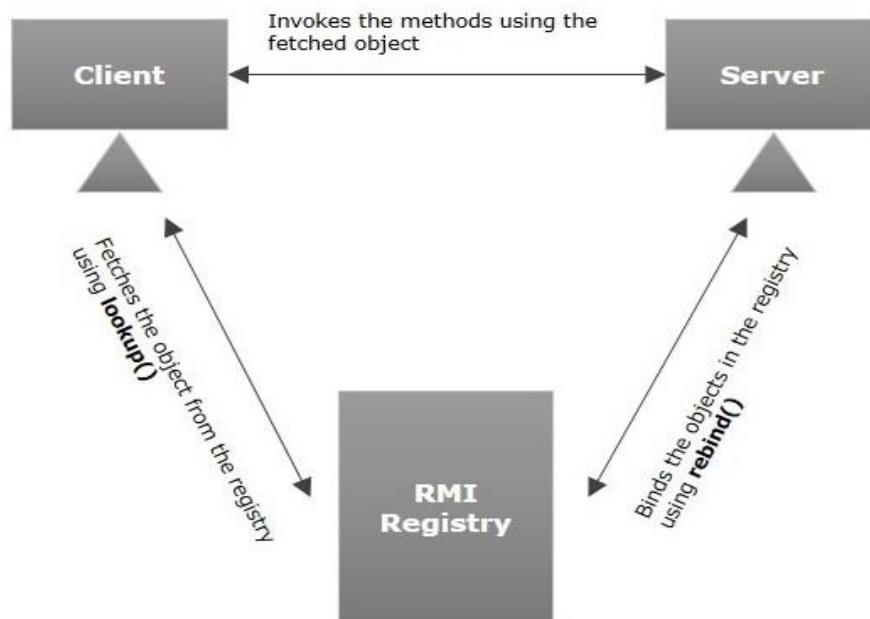 Invokes the methods using the
fetched object
Client
Server
Fetches the object from the registry
using lookup()
Binds the objects in the registry
using rebind()
RMI
Registry